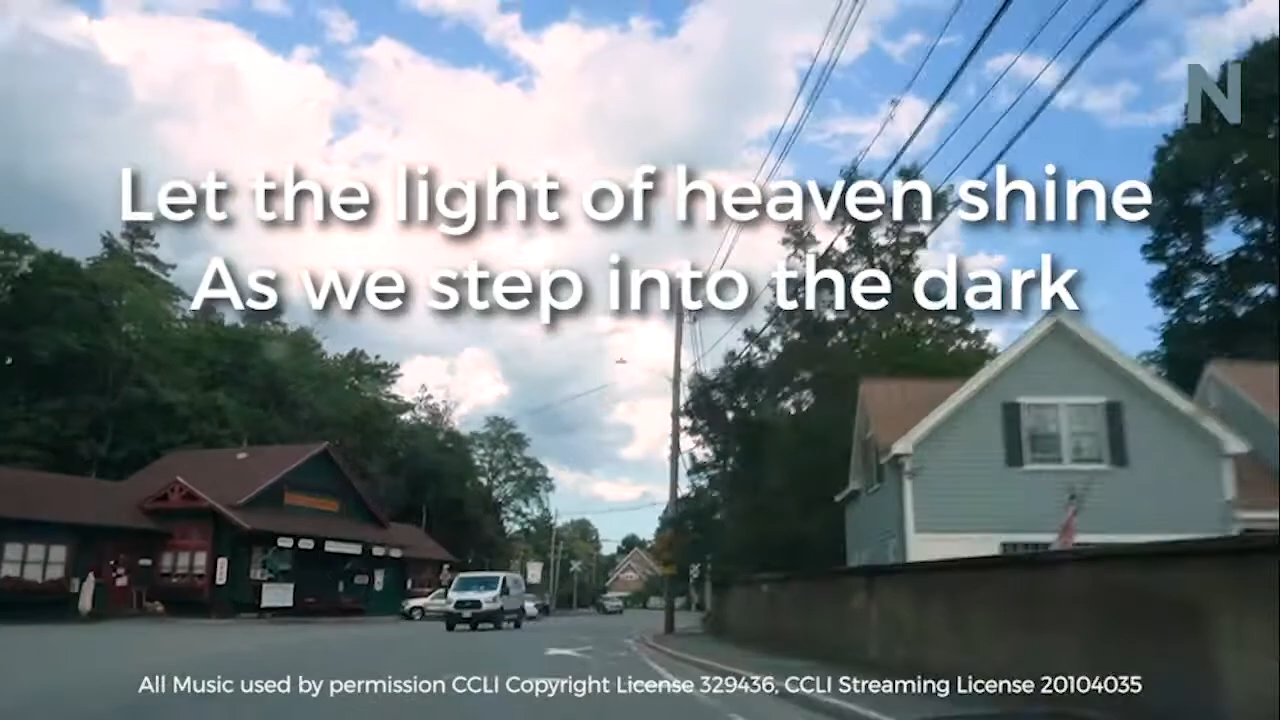 N
Let the light of heaven shine
As we step into the dark
All Music used by permission CCLI Copyright License 329436, CCLI Streaming License 20104035